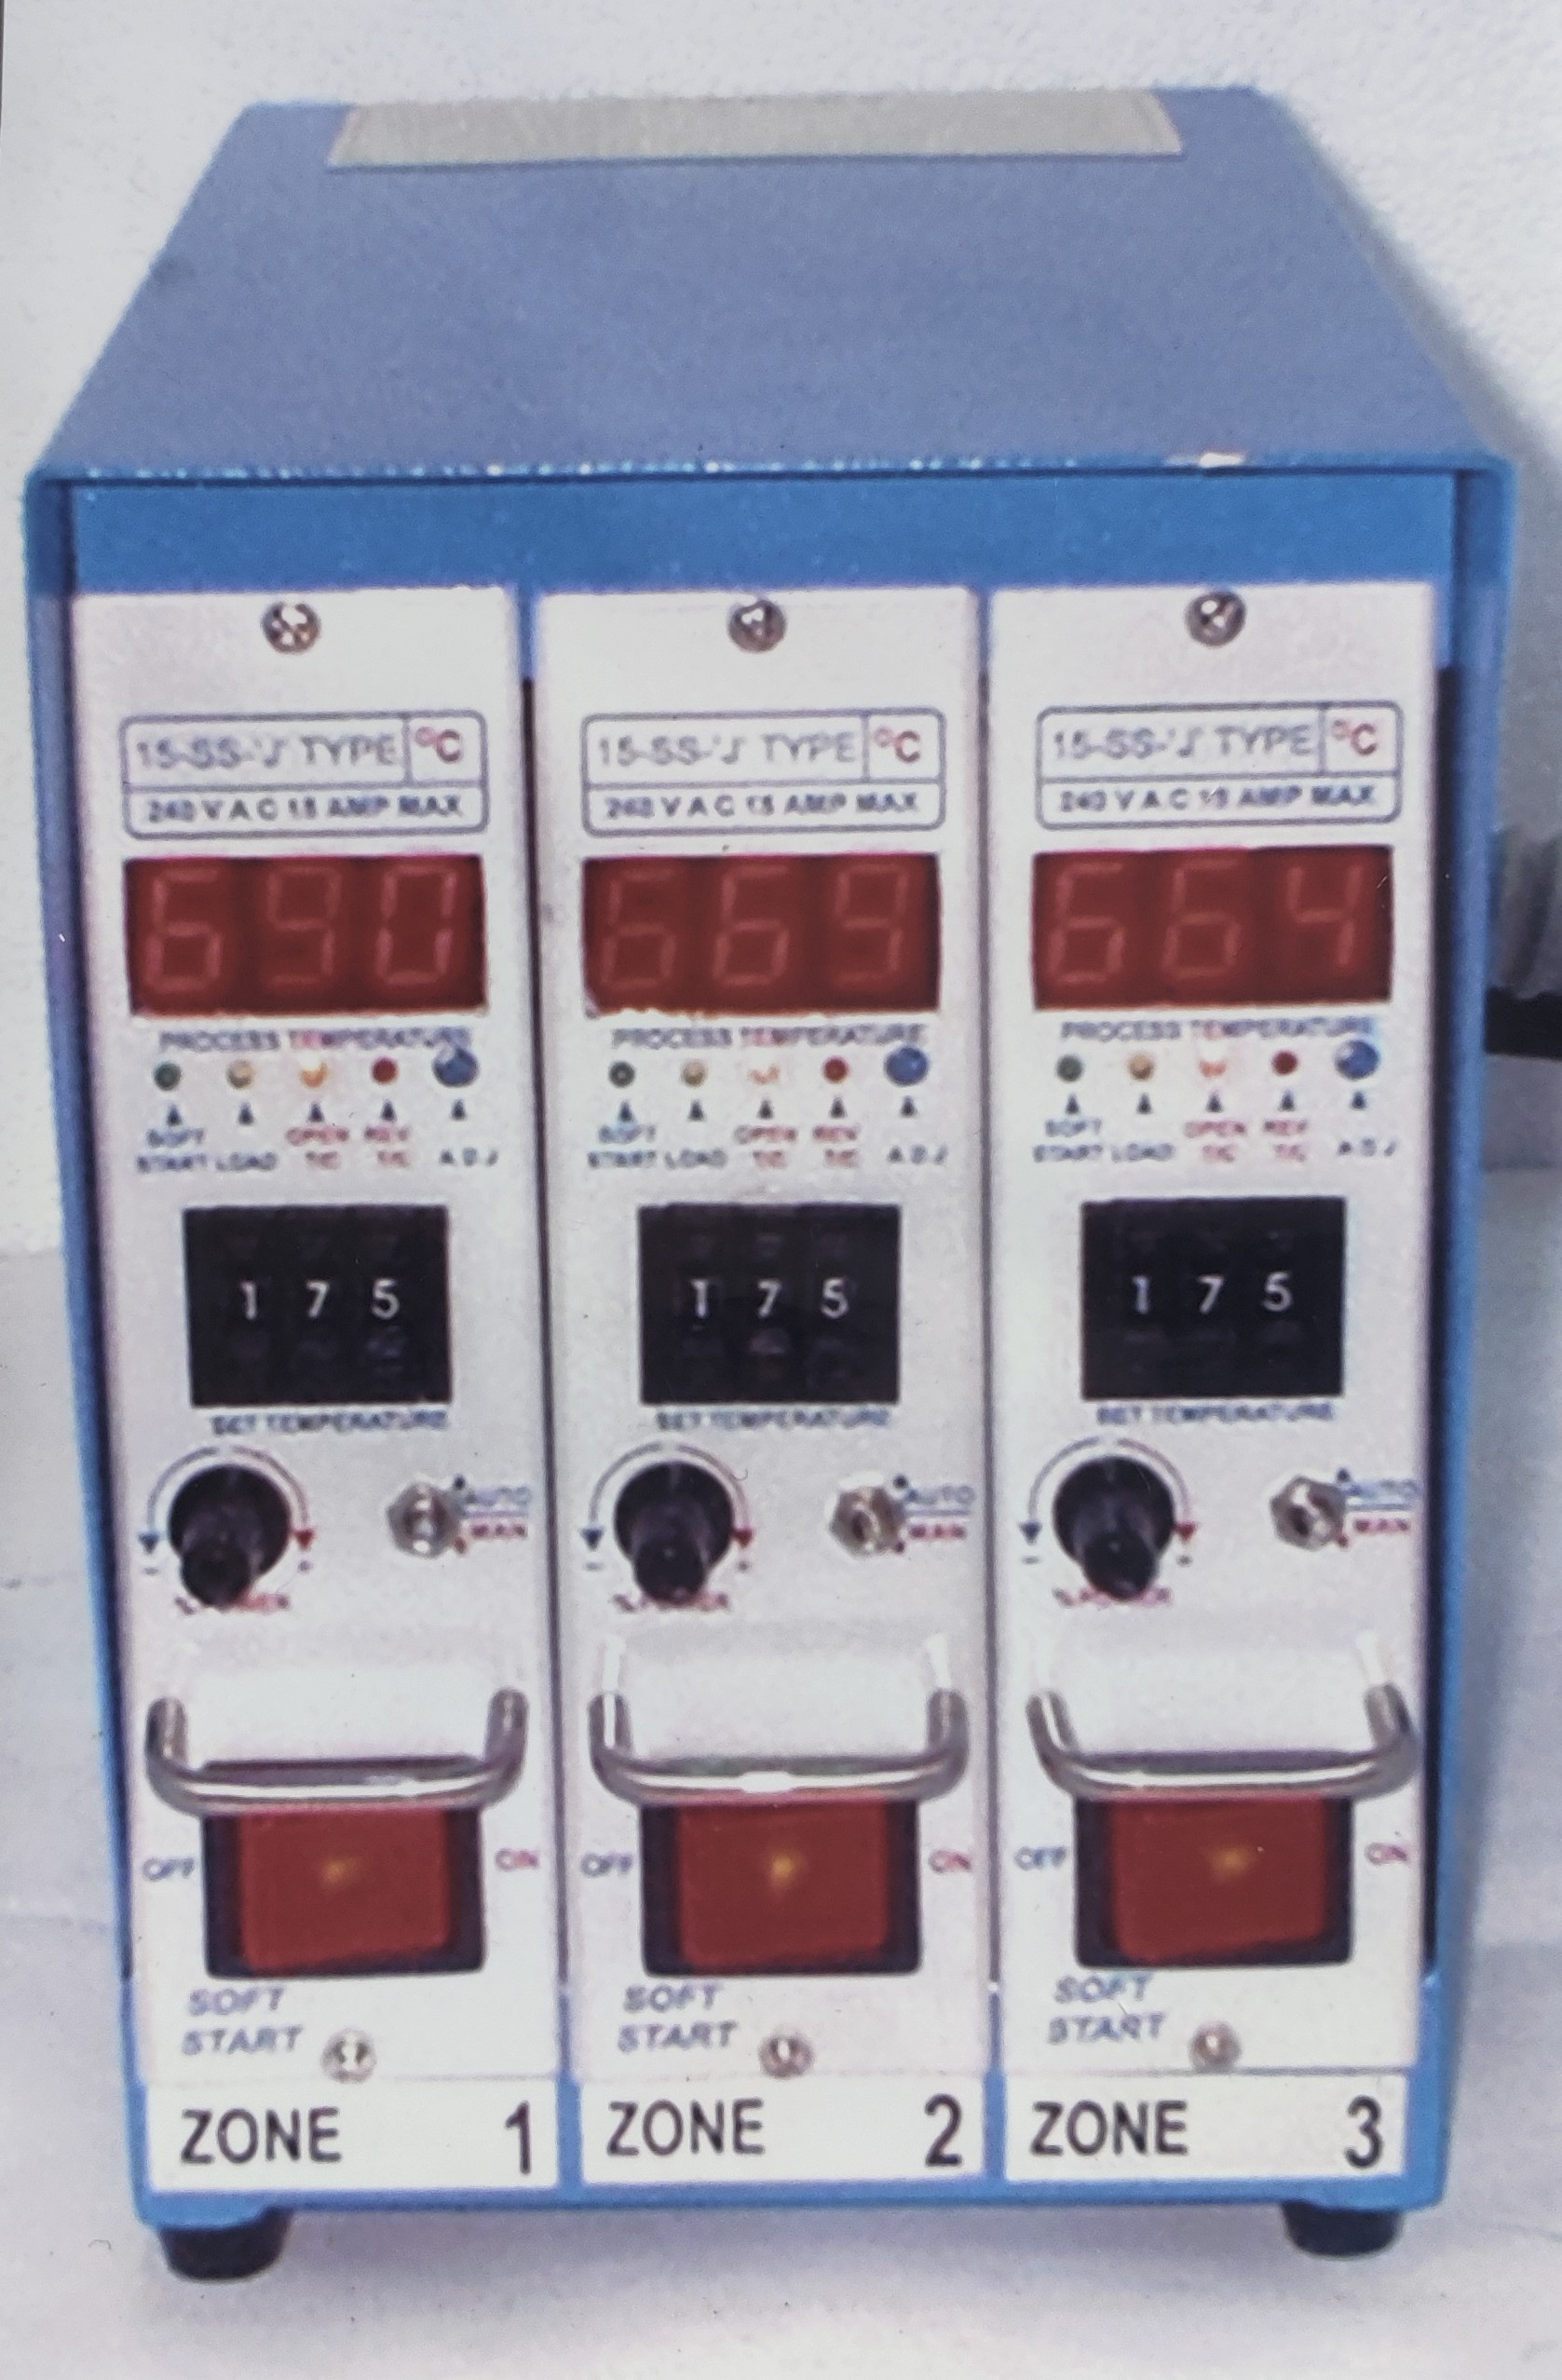 15-SS-'J' TYPE °C
240 V A C 15 AMP MAX
690
PROCESS TEMPERATURE
SOFT START LOAD OPEN T/C REV T/C A D J
175
SET TEMPERATURE
AUTO
MAN
- +
% POWER
OFF ON
SOFT
START
ZONE 1
15-SS-'J' TYPE °C
240 V A C 15 AMP MAX
669
PROCESS TEMPERATURE
SOFT START LOAD OPEN T/C REV T/C A D J
175
SET TEMPERATURE
AUTO
MAN
- +
% POWER
OFF ON
SOFT
START
ZONE 2
15-SS-'J' TYPE °C
240 V A C 15 AMP MAX
664
PROCESS TEMPERATURE
SOFT START LOAD OPEN T/C REV T/C A D J
175
SET TEMPERATURE
AUTO
MAN
- +
% POWER
OFF ON
SOFT
START
ZONE 3